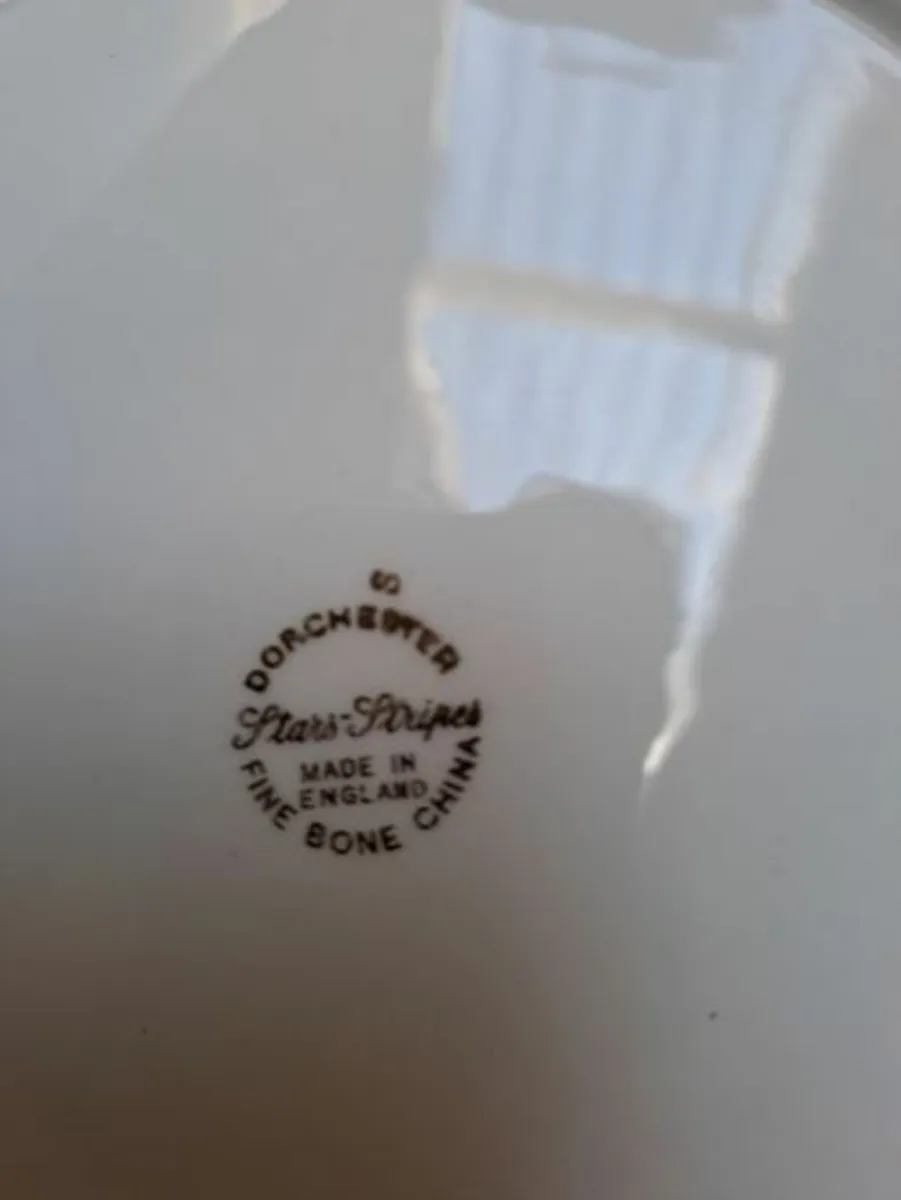 S
DORCHESTER
Stars-Stripes
MADE IN
ENGLAND
FINE BONE CHINA